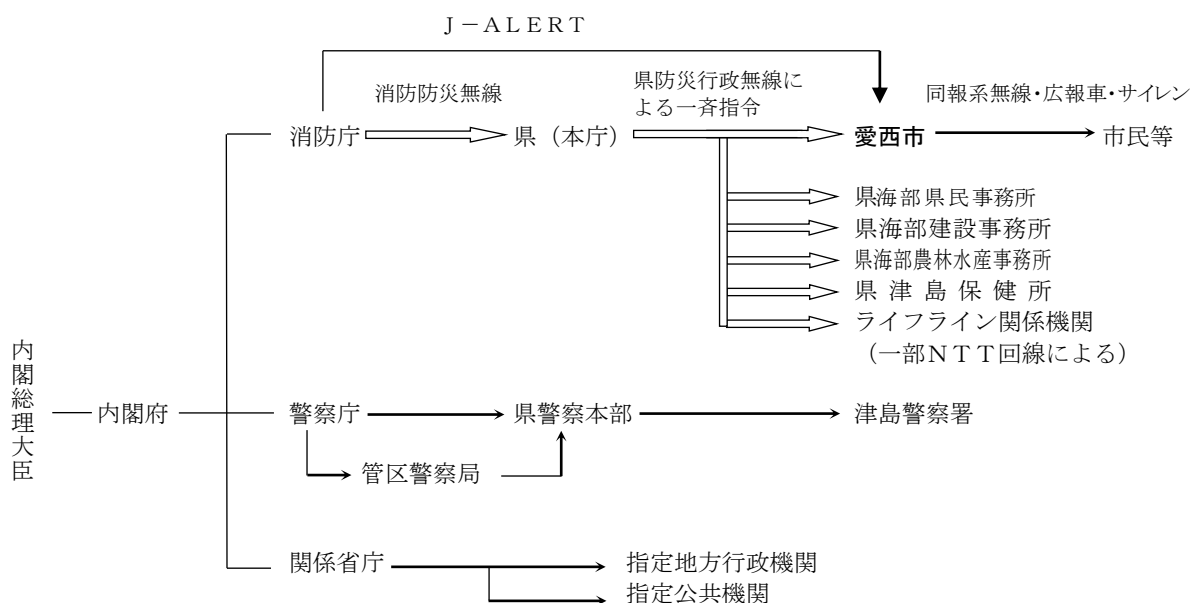 J－ALERT
消防防災無線
県防災行政無線に
よる一斉指令
同報系無線・広報車・サイレン
消防庁
県（本庁）
愛西市
市民等
県海部県民事務所
県海部建設事務所
県海部農林水産事務所
県津島保健所
ライフライン関係機関
（一部ＮＴＴ回線による）
内閣総理大臣
内閣府
警察庁
県警察本部
津島警察署
管区警察局
関係省庁
指定地方行政機関
指定公共機関